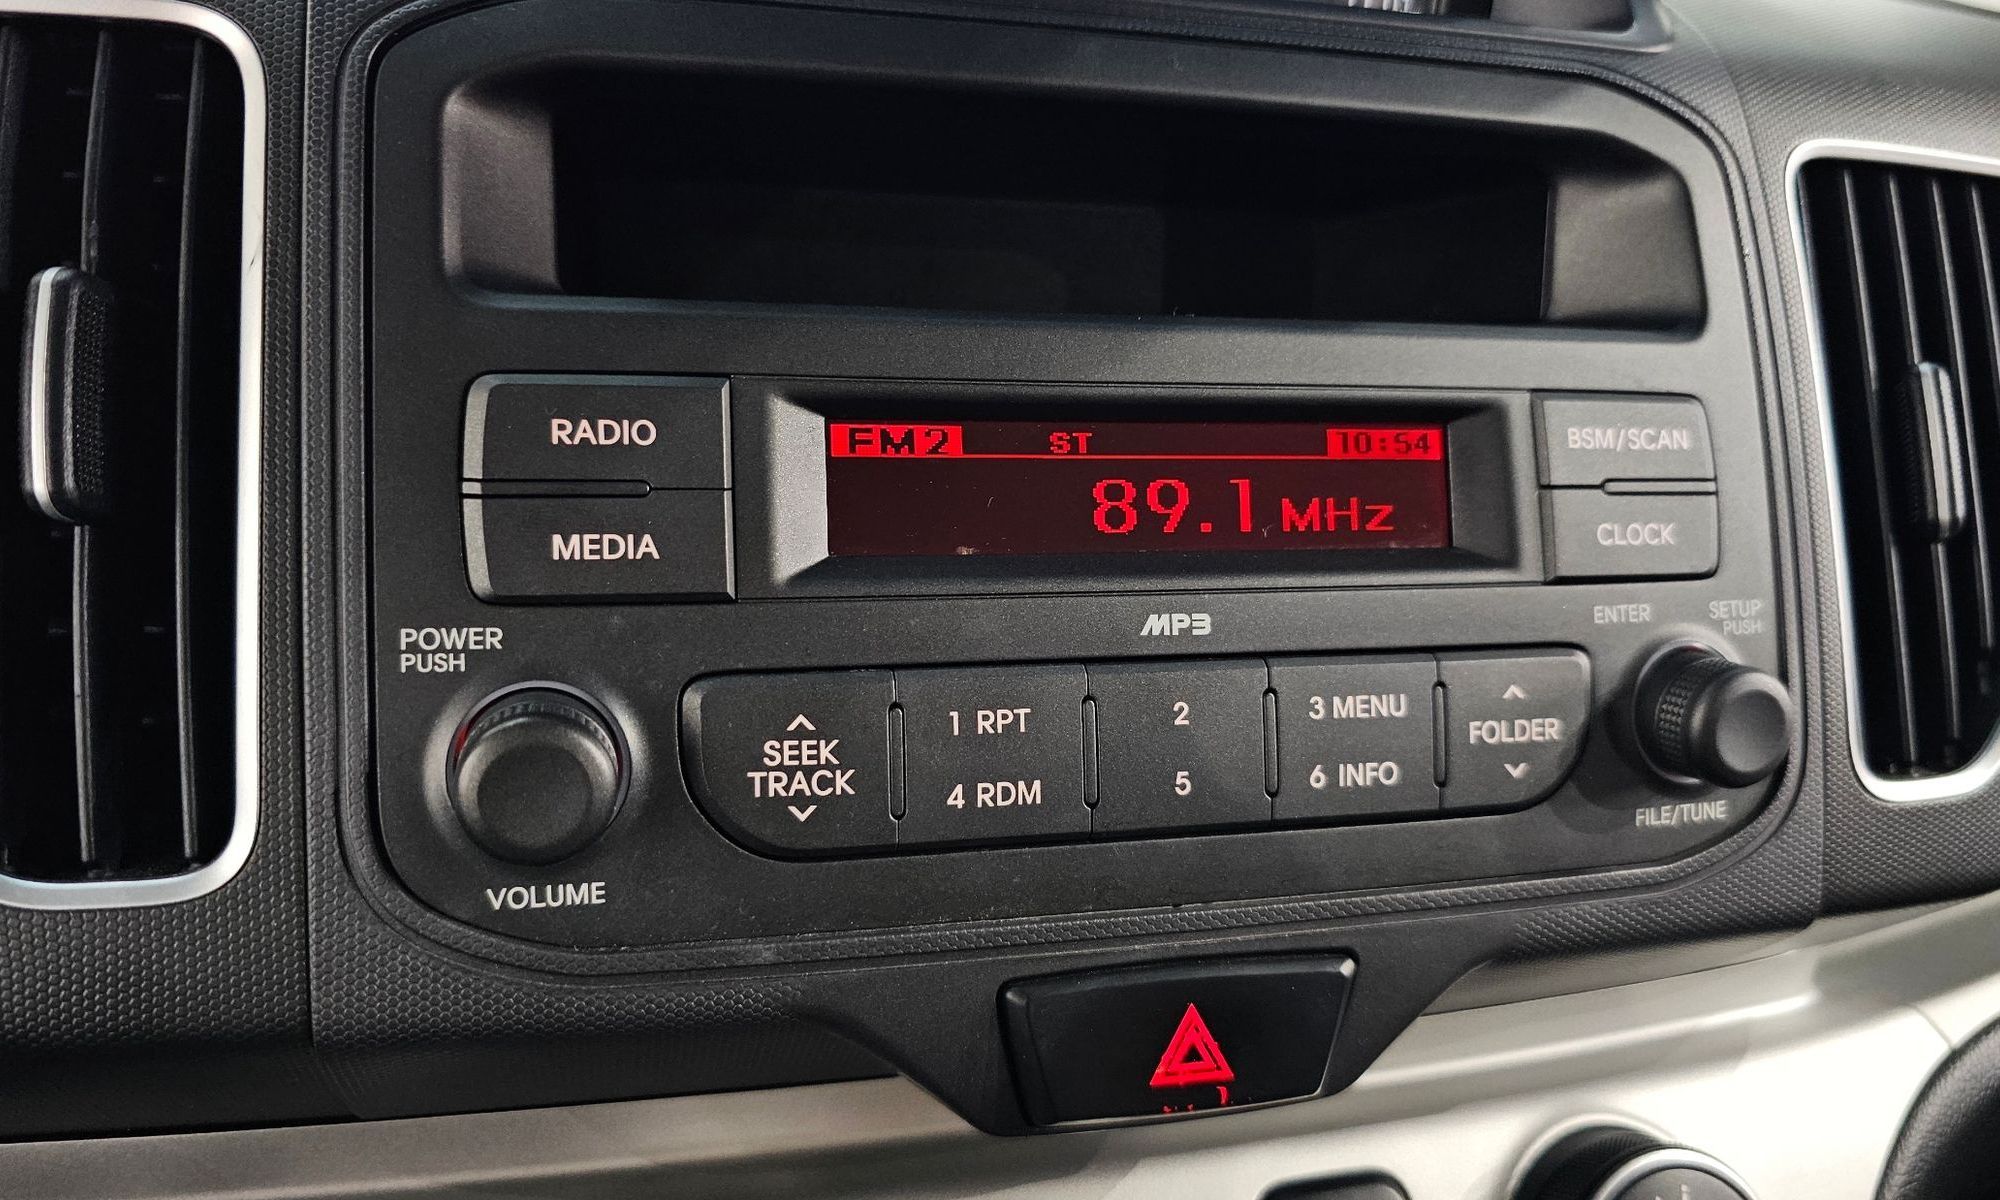 RADIO
MEDIA
FM2 ST 10:54
89.1 MHz
BSM/SCAN
CLOCK
MP3
POWER
PUSH
VOLUME
SEEK
TRACK
1 RPT
4 RDM
2
5
3 MENU
6 INFO
FOLDER
ENTER
SETUP
PUSH
FILE/TUNE